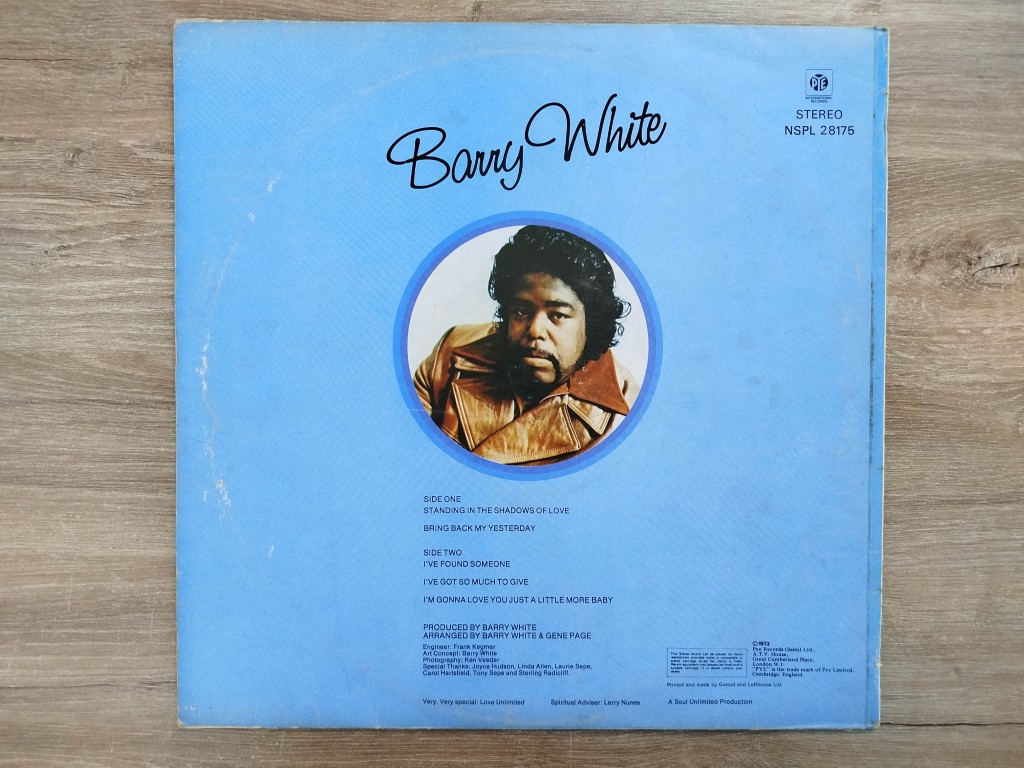 PYE
INTERNATIONAL
RECORDS
STEREO
NSPL 28175
Barry White
SIDE ONE
STANDING IN THE SHADOWS OF LOVE
BRING BACK MY YESTERDAY
SIDE TWO
I'VE FOUND SOMEONE
I'VE GOT SO MUCH TO GIVE
I'M GONNA LOVE YOU JUST A LITTLE MORE BABY
PRODUCED BY BARRY WHITE
ARRANGED BY BARRY WHITE & GENE PAGE
Engineer: Frank Kegmer
Art Concept: Barry White
Photography: Ken Veeder
Special Thanks: Joyce Hudson, Linda Allen, Laurie Sepe,
Carol Hartsfield, Tony Sepe and Sterling Radicliff.
Very, Very special: Love Unlimited
Spiritual Adviser: Larry Nunes
A Soul Unlimited Production
©1973
Pye Records (Sales) Ltd.,
A.T.V. House,
Great Cumberland Place,
London W.1.
"PYE" is the trade mark of Pye Limited,
Cambridge, England.
Printed and made by Garrod and Lofthouse Ltd.